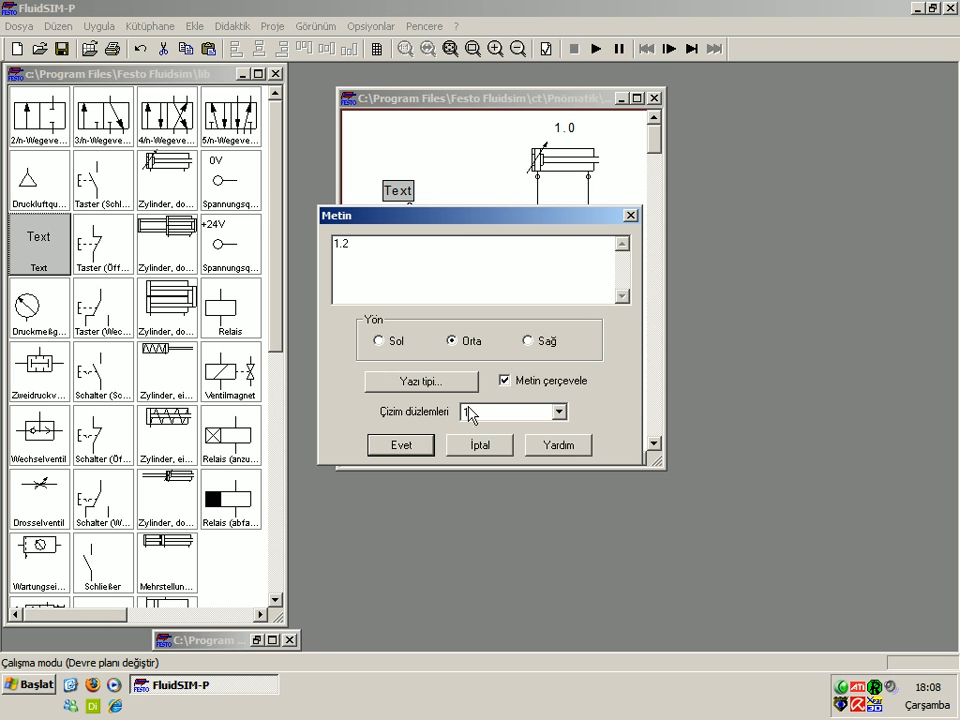 FluidSIM-P
Dosya Düzen Uygula Kütüphane Ekle Didaktik Proje Görünüm Opsiyonlar Pencere ?
c:\Program Files\Festo Fluidsim\lib
C:\Program Files\Festo Fluidsim\ct\Pnömatik\...
2/n-Wegeve... 3/n-Wegeve... 4/n-Wegeve... 5/n-Wegeve...
1.0
0V
Druckluftqu... Taster (Schl... Zylinder, do... Spannungsq...
Text
Metin
Text
+24V
Text Taster (Öff... Zylinder, do... Spannungsq...
1.2
Druckmeßg... Taster (Wec... Zylinder, do... Relais
Yön
Sol Orta Sağ
Zweidruckw... Schalter (Sc... Zylinder, ei... Ventilmagnet
Yazı tipi... Metin çerçevele
Çizim düzlemleri 1
Evet İptal Yardım
Wechselventil Schalter (Öf... Zylinder, ei... Relais (anzu...
Drosselventil Schalter (W... Zylinder, do... Relais (abfa...
Wartungsei... Schließer Mehrstellun...
C:\Program ...
Çalışma modu (Devre planı değiştir)
Başlat FluidSIM-P
18:08
Çarşamba